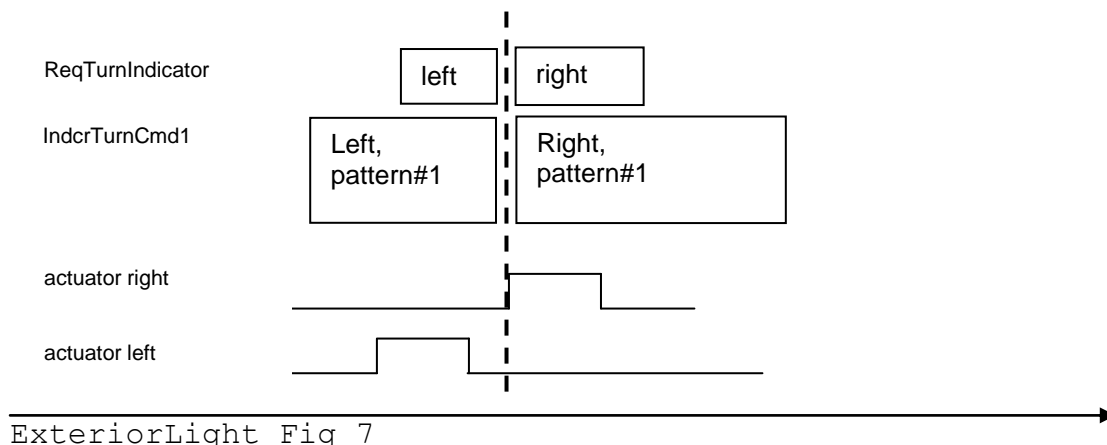 ReqTurnIndicator
left
right
IndcrTurnCmd1
Left,
pattern#1
Right,
pattern#1
actuator right
actuator left
ExteriorLight Fig 7